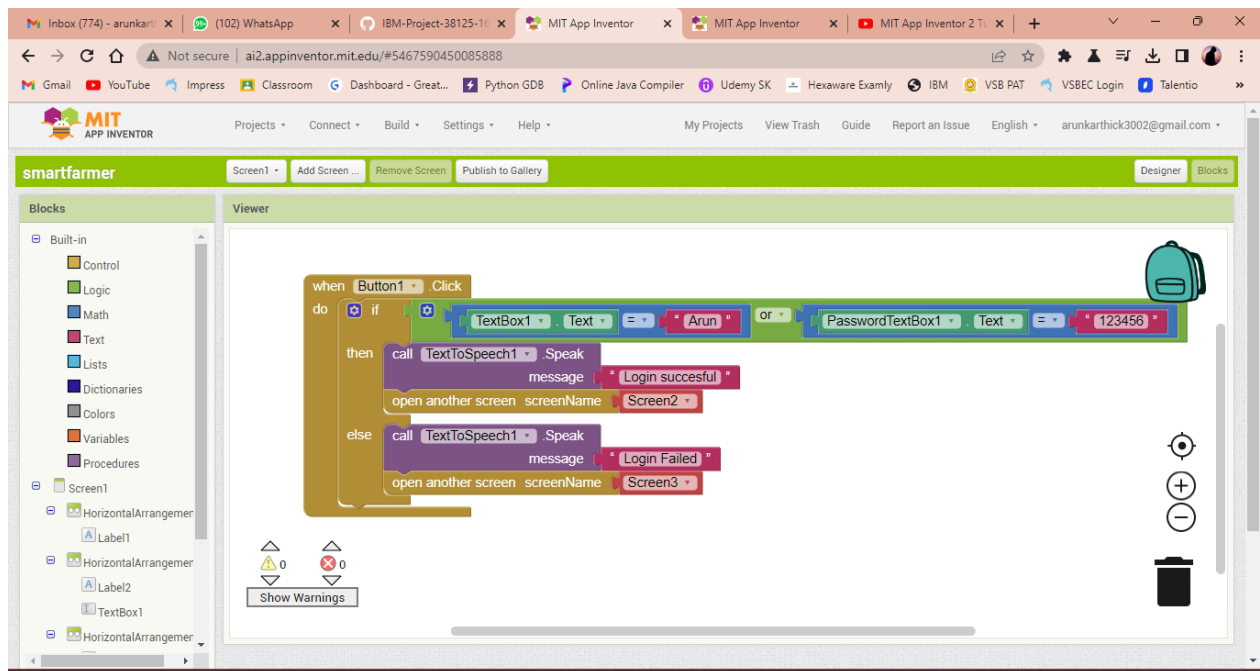 Inbox (774) - arunkarti
(102) WhatsApp
IBM-Project-38125-16
MIT App Inventor
MIT App Inventor
MIT App Inventor 2 Tu
Not secure | ai2.appinventor.mit.edu/#5467590450085888
Gmail YouTube Impress Classroom Dashboard - Great... Python GDB Online Java Compiler Udemy SK Hexaware Examly IBM VSB PAT VSBEC Login Talentio »
MIT
APP INVENTOR
Projects Connect Build Settings Help My Projects View Trash Guide Report an Issue English arunkarthick3002@gmail.com
smartfarmer Screen1 Add Screen ... Remove Screen Publish to Gallery Designer Blocks
Blocks Viewer
Built-in
Control
Logic
Math
Text
Lists
Dictionaries
Colors
Variables
Procedures
Screen1
HorizontalArrangemer
Label1
HorizontalArrangemer
Label2
TextBox1
HorizontalArrangemer
when Button1 .Click
do if TextBox1 . Text = " Arun " or PasswordTextBox1 . Text = " 123456 "
then call TextToSpeech1 .Speak
message " Login succesful "
open another screen screenName Screen2
else call TextToSpeech1 .Speak
message " Login Failed "
open another screen screenName Screen3
0 0
Show Warnings